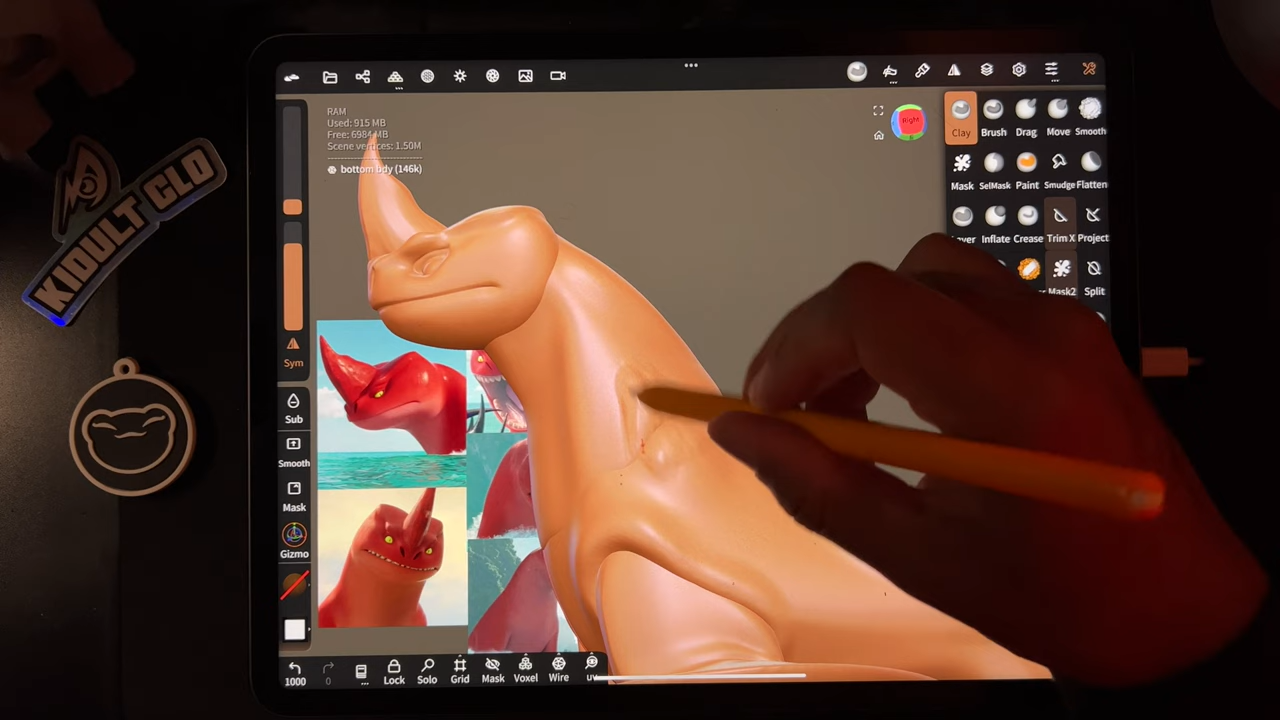 KIDULT CLO
RAM
Used: 915 MB
Free: 6984 MB
Scene vertices: 1.50M
bottom bdy (146k)
Right
Clay Brush Drag Move Smooth
Mask SelMask Paint Smudge Flatten
Layer Inflate Crease Trim X Project
Mask2 Split
Sym
Sub
Smooth
Mask
Gizmo
1000 0 Lock Solo Grid Mask Voxel Wire